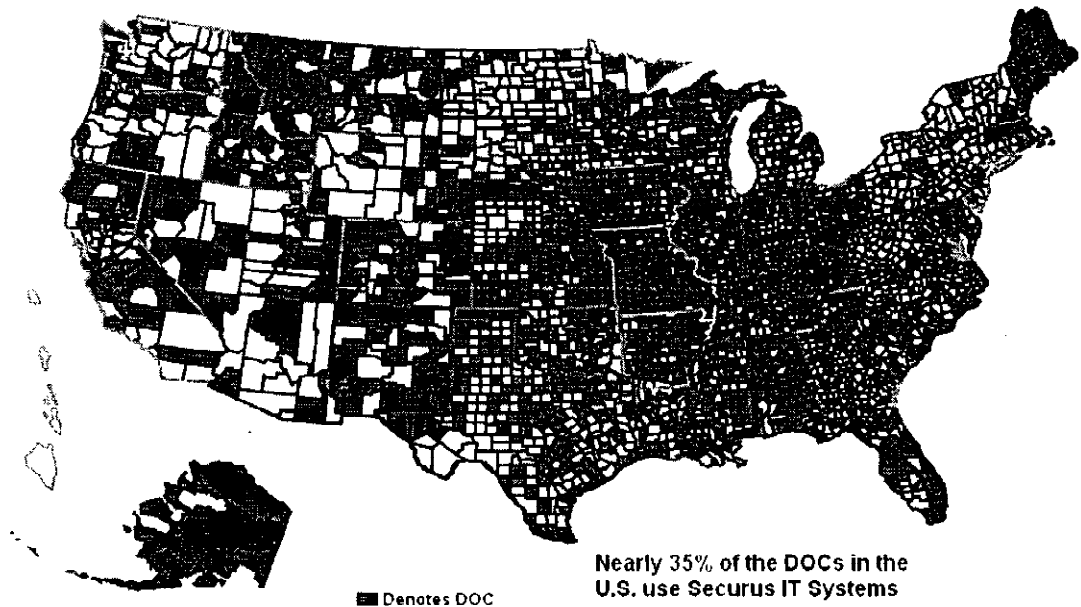 Nearly 35% of the DOCs in the
U.S. use Securus IT Systems
Denotes DOC